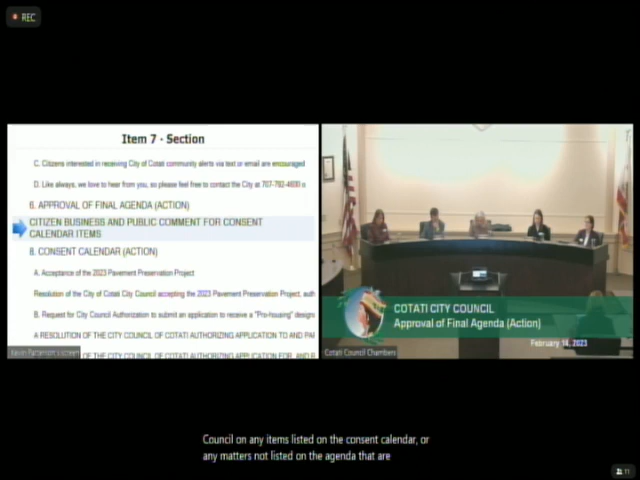 REC
Item 7 · Section
C. Citizens interested in receiving City of Cotati community alerts via text or email are encouraged
D. Like always, we love to hear from you, so please feel free to contact the City at 707-792-4600 o
6. APPROVAL OF FINAL AGENDA (ACTION)
CITIZEN BUSINESS AND PUBLIC COMMENT FOR CONSENT
CALENDAR ITEMS
8. CONSENT CALENDAR (ACTION)
A. Acceptance of the 2023 Pavement Preservation Project
Resolution of the City of Cotati City Council accepting the 2023 Pavement Preservation Project, auth
B. Request for City Council Authorization to submit an application to receive a "Pro-housing" design
A RESOLUTION OF THE CITY COUNCIL OF COTATI AUTHORIZING APPLICATION TO AND PAR
OF THE CITY COUNCIL OF COTATI AUTHORIZING APPLICATION FOR, AND R
Kevin Patterson's screen
COTATI CITY COUNCIL
Approval of Final Agenda (Action)
February 14, 2023
Cotati Council Chambers
Council on any items listed on the consent calendar, or
any matters not listed on the agenda that are
11